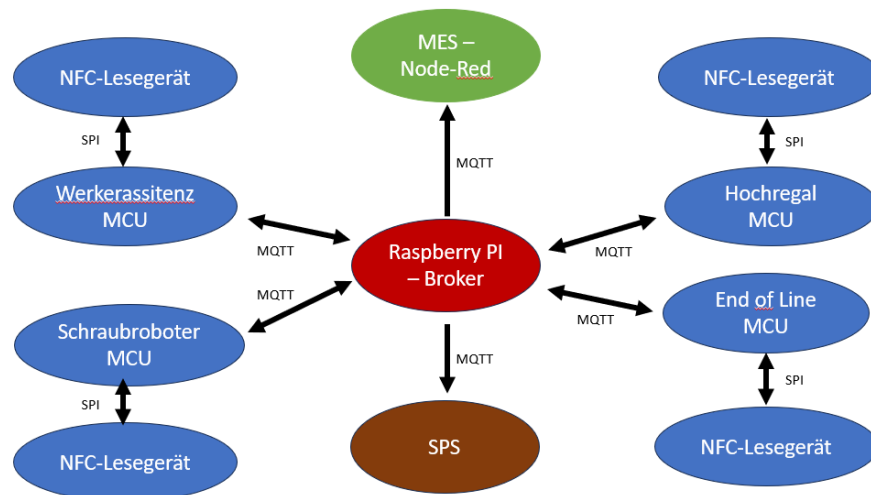 MES –
Node-Red
NFC-Lesegerät
NFC-Lesegerät
SPI
MQTT
SPI
Werkerassitenz
MCU
Hochregal
MCU
MQTT
Raspberry PI
– Broker
MQTT
MQTT
MQTT
End of Line
MCU
Schraubroboter
MCU
MQTT
SPI
SPI
NFC-Lesegerät
SPS
NFC-Lesegerät